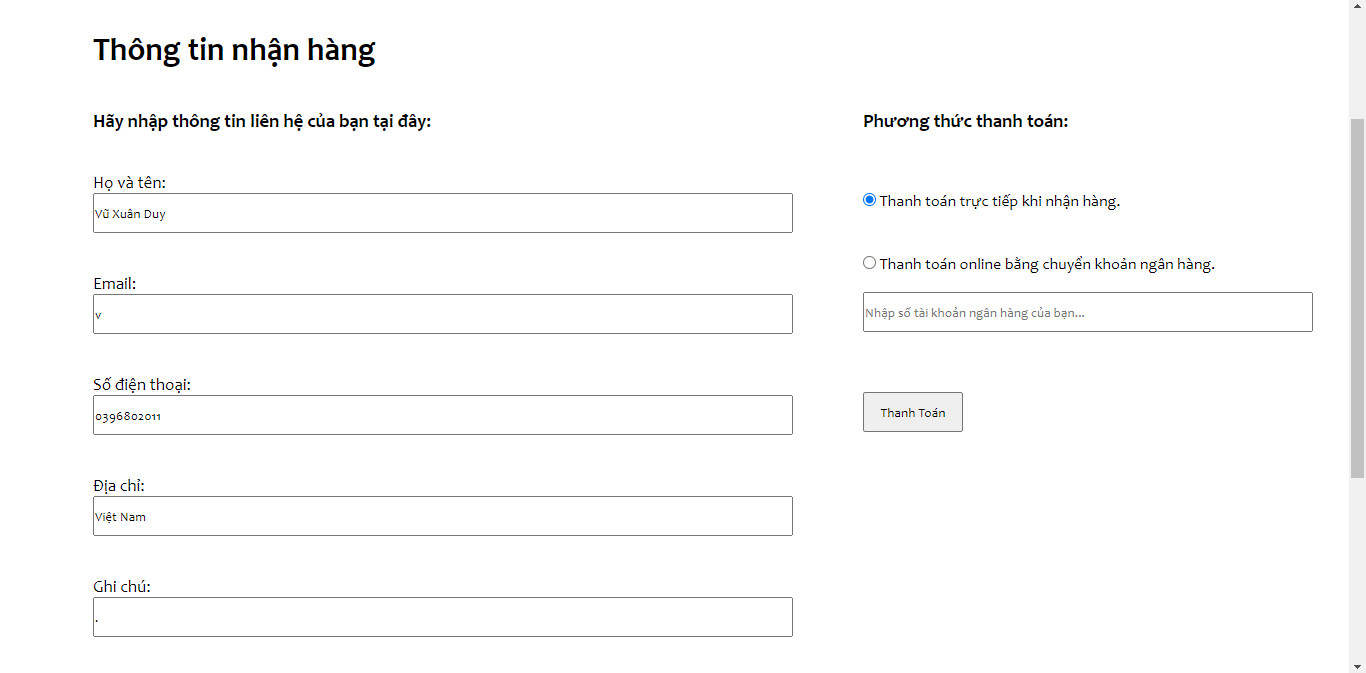 Thông tin nhận hàng
Hãy nhập thông tin liên hệ của bạn tại đây:
Họ và tên:
Vũ Xuân Duy
Email:
v
Số điện thoại:
0396802011
Địa chỉ:
Việt Nam
Ghi chú:
.
Phương thức thanh toán:
Thanh toán trực tiếp khi nhận hàng.
Thanh toán online bằng chuyển khoản ngân hàng.
Nhập số tài khoản ngân hàng của bạn...
Thanh Toán